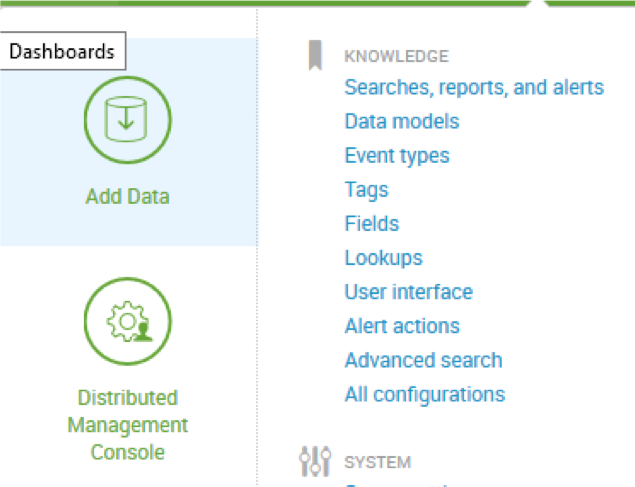 Dashboards
Add Data
Distributed
Management
Console
KNOWLEDGE
Searches, reports, and alerts
Data models
Event types
Tags
Fields
Lookups
User interface
Alert actions
Advanced search
All configurations
SYSTEM